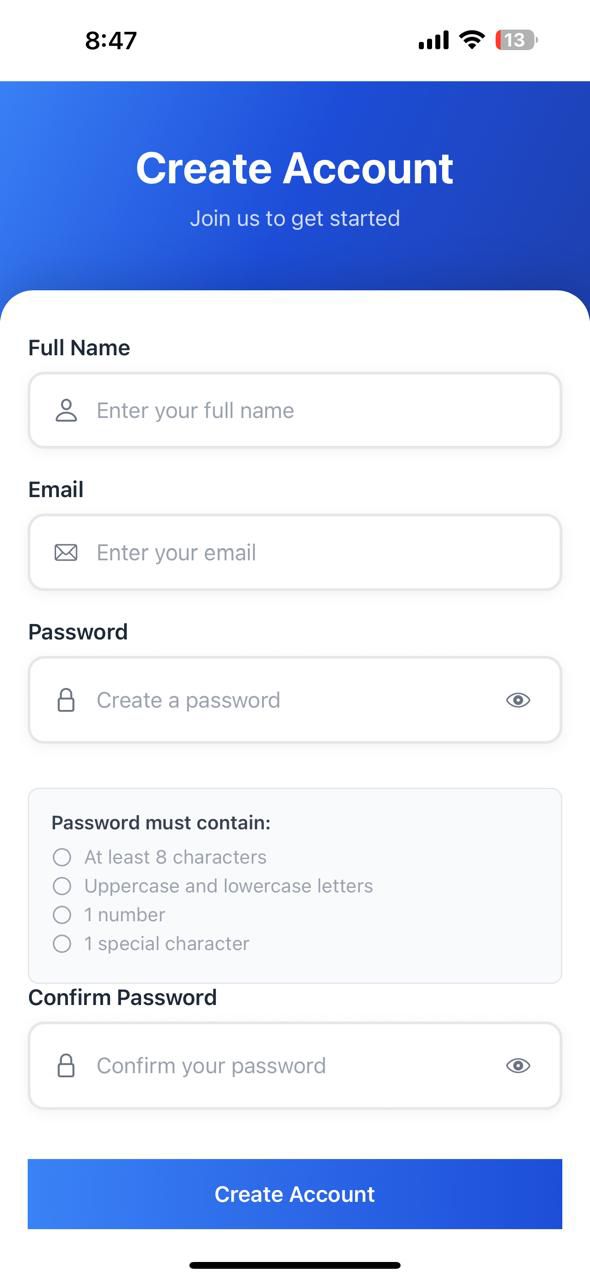 8:47
13
Create Account
Join us to get started
Full Name
Enter your full name
Email
Enter your email
Password
Create a password
Password must contain:
At least 8 characters
Uppercase and lowercase letters
1 number
1 special character
Confirm Password
Confirm your password
Create Account